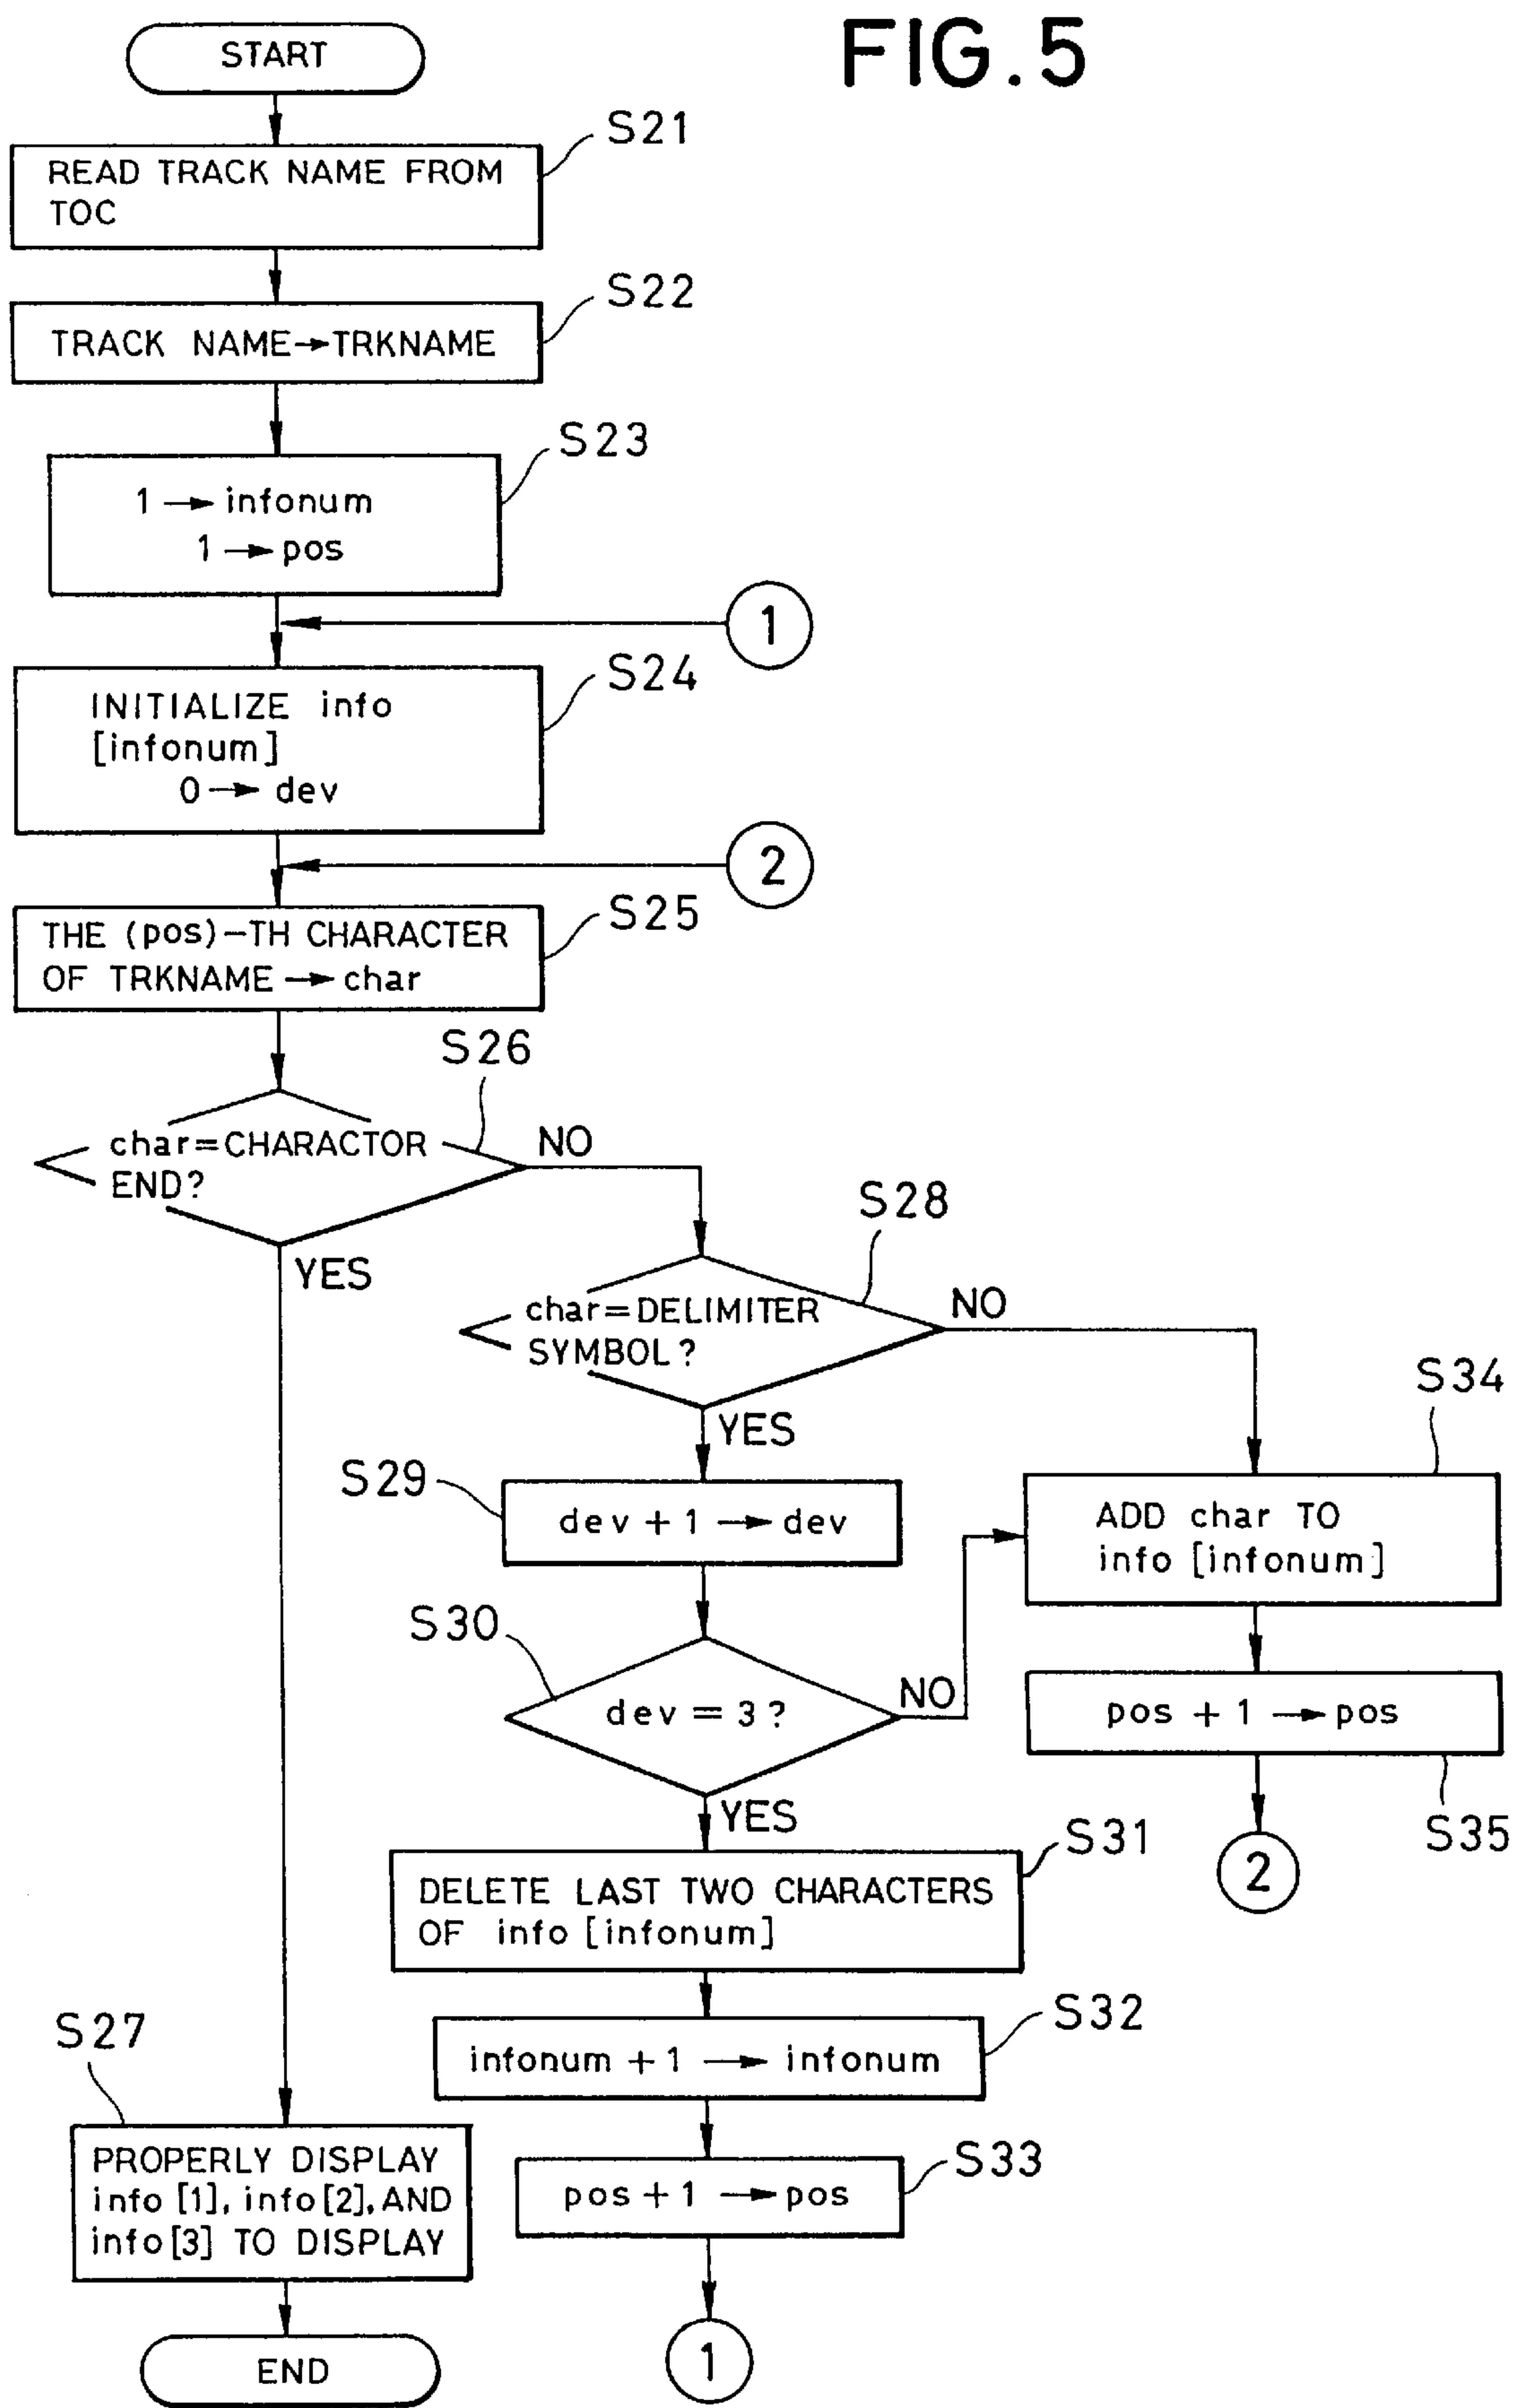 FIG. 5
START
S21
READ TRACK NAME FROM
TOC
S22
TRACK NAME→TRKNAME
S23
1 → infonum
1 → pos
1
S24
INITIALIZE info
[infonum]
0 → dev
2
S25
THE (pos)-TH CHARACTER
OF TRKNAME → char
S26
char=CHARACTOR
END?
NO
YES
S28
char=DELIMITER
SYMBOL?
NO
YES
S34
ADD char TO
info [infonum]
S29
dev + 1 → dev
S30
dev = 3?
NO
YES
pos + 1 → pos
S35
2
S31
DELETE LAST TWO CHARACTERS
OF info [infonum]
S32
infonum + 1 → infonum
S33
pos + 1 → pos
1
S27
PROPERLY DISPLAY
info [1], info [2], AND
info [3] TO DISPLAY
END